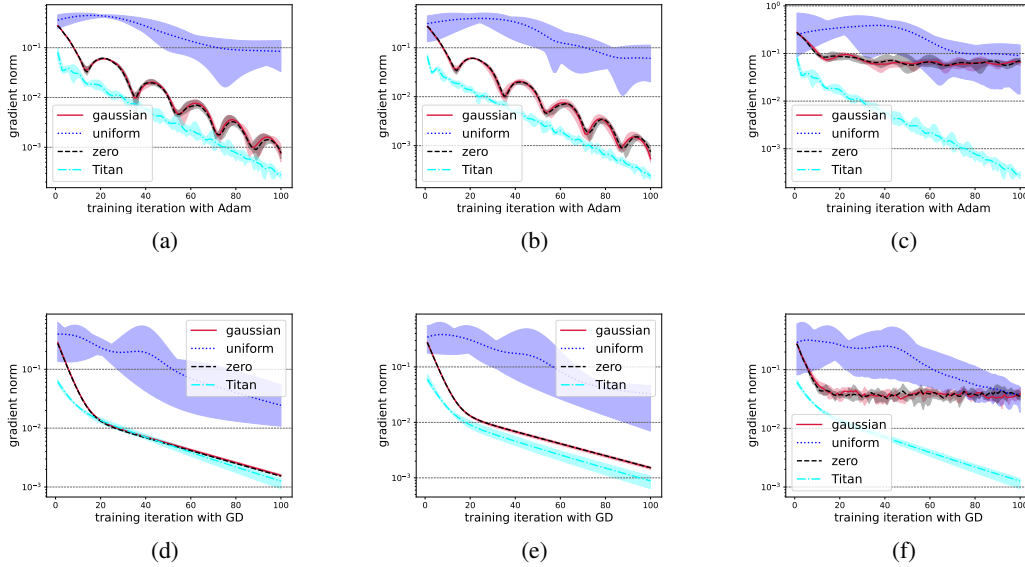 gradient norm
10⁻¹
10⁻²
10⁻³
gaussian
uniform
zero
Titan
0 20 40 60 80 100
training iteration with Adam
(a)
gradient norm
10⁻¹
10⁻²
10⁻³
gaussian
uniform
zero
Titan
0 20 40 60 80 100
training iteration with Adam
(b)
gradient norm
10⁰
10⁻¹
10⁻²
10⁻³
gaussian
uniform
zero
Titan
0 20 40 60 80 100
training iteration with Adam
(c)
gradient norm
10⁻¹
10⁻²
10⁻³
gaussian
uniform
zero
Titan
0 20 40 60 80 100
training iteration with GD
(d)
gradient norm
10⁻¹
10⁻²
10⁻³
gaussian
uniform
zero
Titan
0 20 40 60 80 100
training iteration with GD
(e)
gradient norm
10⁻¹
10⁻²
10⁻³
gaussian
uniform
zero
Titan
0 20 40 60 80 100
training iteration with GD
(f)